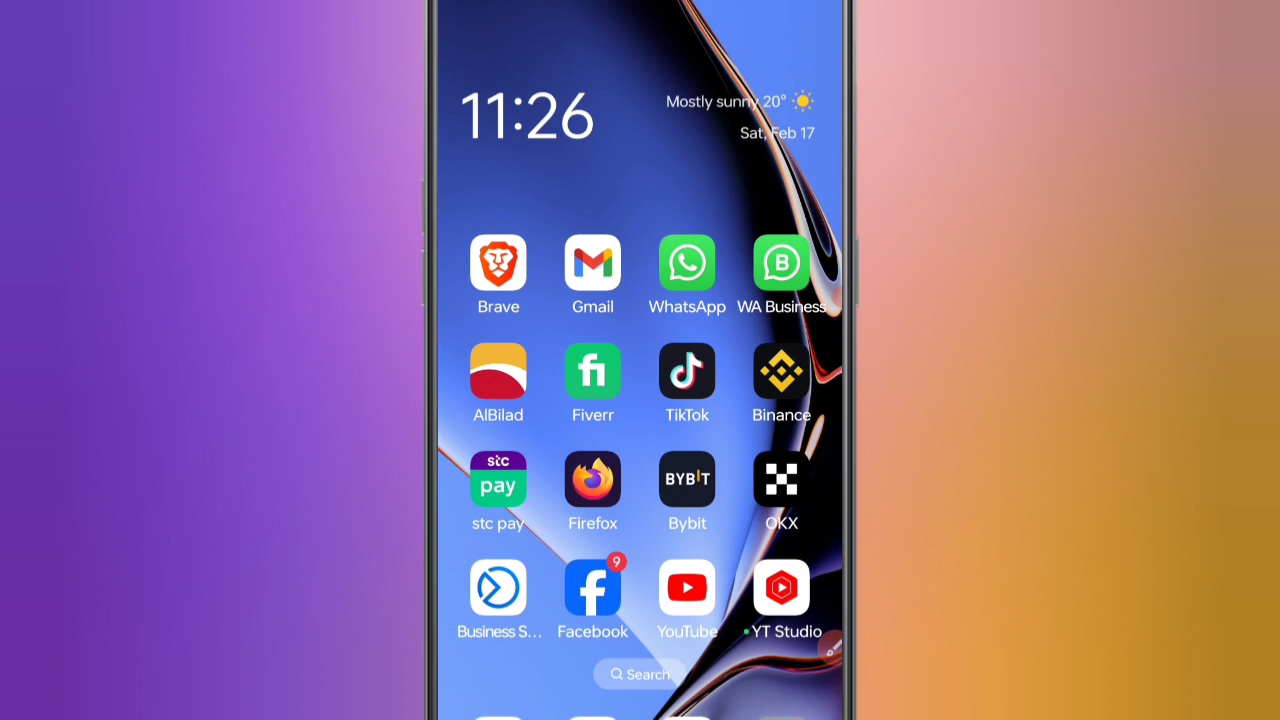 11:26
Mostly sunny 20°
Sat, Feb 17
Brave
Gmail
WhatsApp
B
WA Business
AlBilad
fi
Fiverr
TikTok
Binance
stc
pay
stc pay
Firefox
BYBIT
Bybit
OKX
Business S...
9
Facebook
YouTube
YT Studio
Search